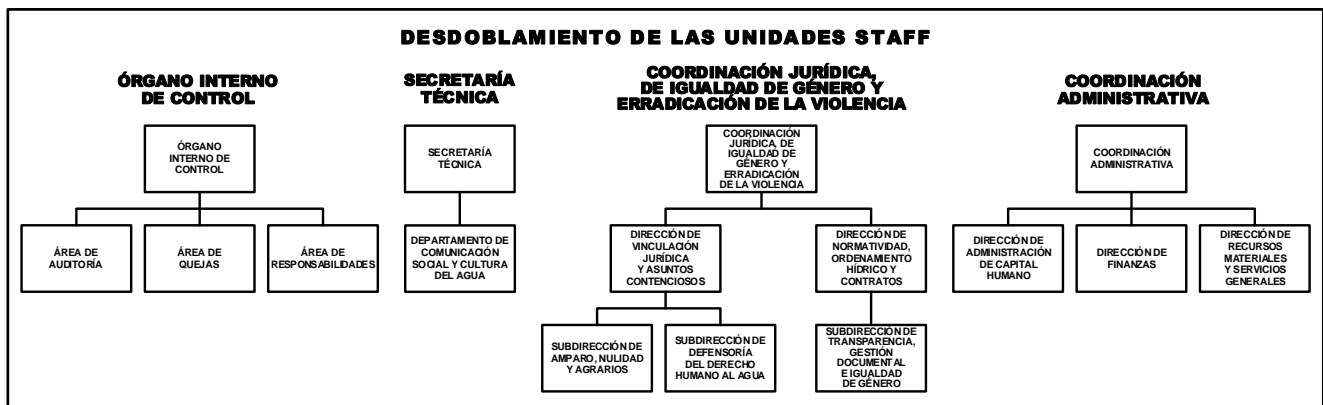 DESDOBLAMIENTO DE LAS UNIDADES STAFF
ÓRGANO INTERNO
DE CONTROL
SECRETARÍA
TÉCNICA
COORDINACIÓN JURÍDICA,
DE IGUALDAD DE GÉNERO Y
ERRADICACIÓN DE LA VIOLENCIA
COORDINACIÓN
ADMINISTRATIVA
ÓRGANO
INTERNO DE
CONTROL
SECRETARÍA
TÉCNICA
COORDINACIÓN
JURÍDICA, DE
IGUALDAD DE
GÉNERO Y
ERRADICACIÓN
DE LA VIOLENCIA
COORDINACIÓN
ADMINISTRATIVA
ÁREA DE
AUDITORÍA
ÁREA DE
QUEJAS
ÁREA DE
RESPONSABILIDADES
DEPARTAMENTO DE
COMUNICACIÓN
SOCIAL Y CULTURA
DEL AGUA
DIRECCIÓN DE
VINCULACIÓN
JURÍDICA
Y ASUNTOS
CONTENCIOSOS
DIRECCIÓN DE
NORMATIVIDAD,
ORDENAMIENTO
HÍDRICO Y
CONTRATOS
DIRECCIÓN DE
ADMINISTRACIÓN
DE CAPITAL
HUMANO
DIRECCIÓN DE
FINANZAS
DIRECCIÓN DE
RECURSOS
MATERIALES
Y SERVICIOS
GENERALES
SUBDIRECCIÓN DE
AMPARO, NULIDAD
Y AGRARIOS
SUBDIRECCIÓN DE
DEFENSORÍA
DEL DERECHO
HUMANO AL AGUA
SUBDIRECCIÓN DE
TRANSPARENCIA,
GESTIÓN
DOCUMENTAL
E IGUALDAD
DE GÉNERO